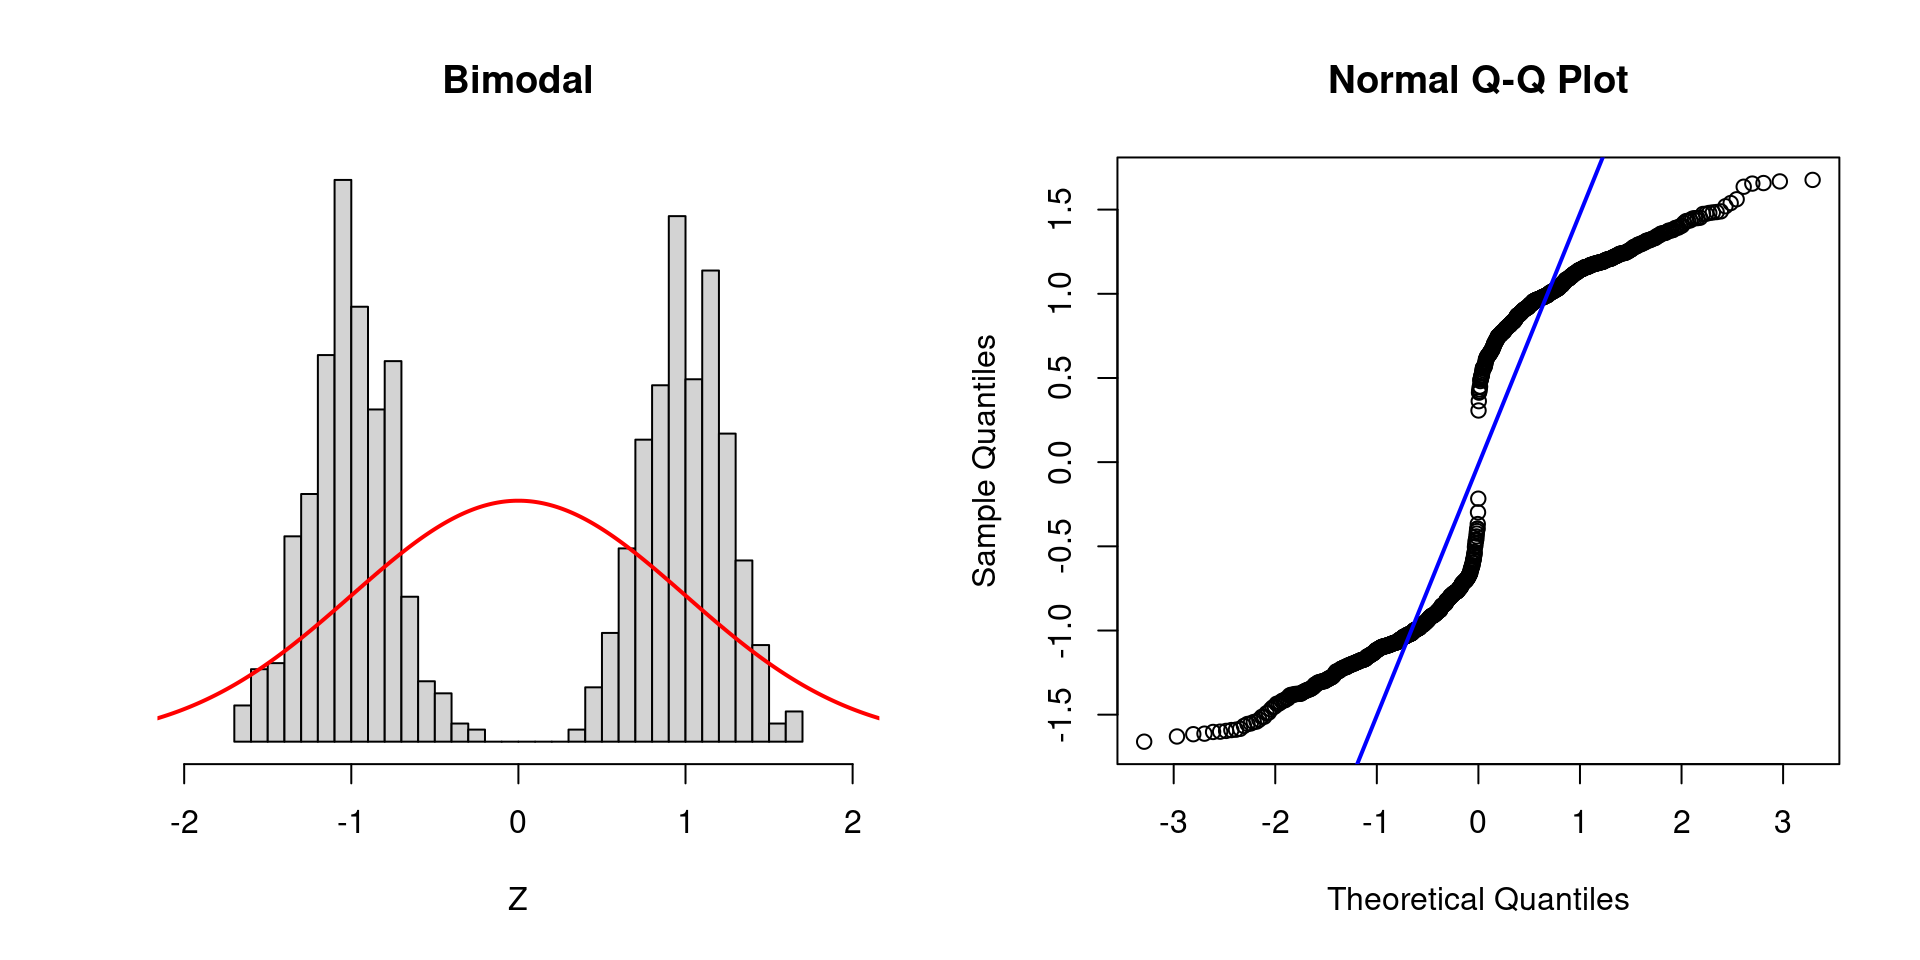 Bimodal
-2 -1 0 1 2
Z
Normal Q-Q Plot
Sample Quantiles
1.5
1.0
0.5
0.0
-0.5
-1.0
-1.5
-3 -2 -1 0 1 2 3
Theoretical Quantiles